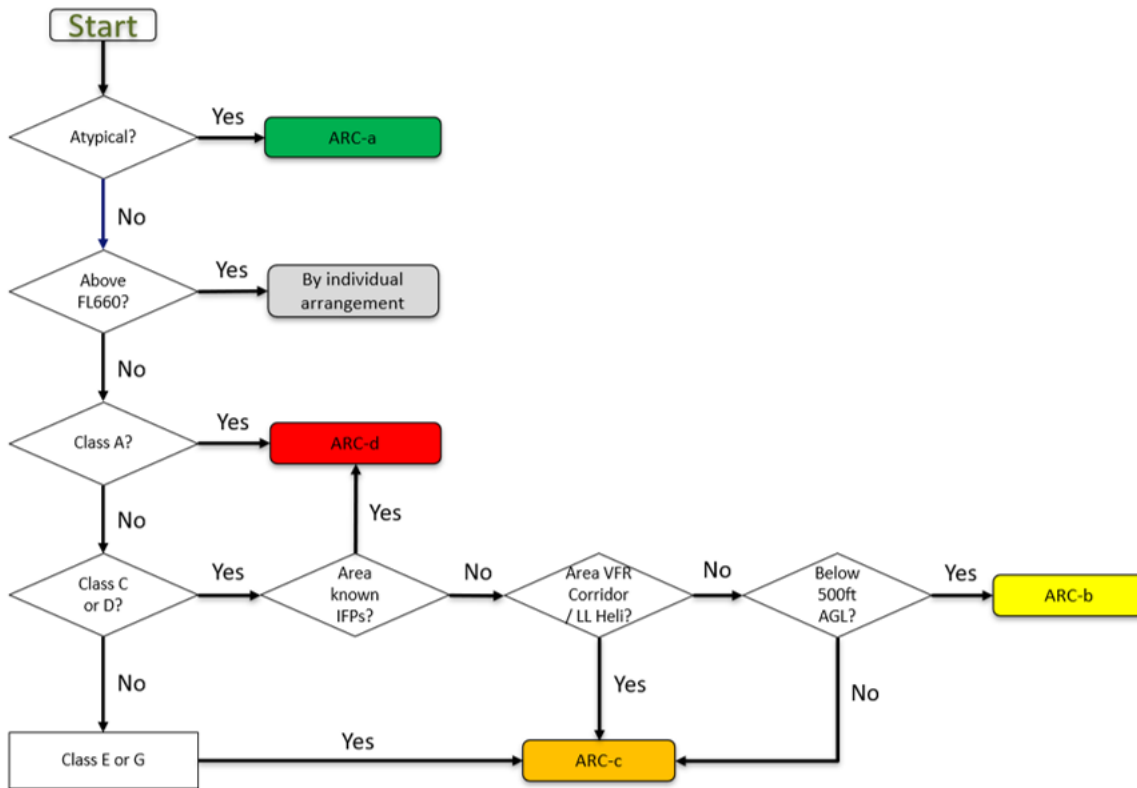 Start
Atypical?
Yes
ARC-a
No
Above
FL660?
Yes
By individual
arrangement
No
Class A?
Yes
ARC-d
No
Yes
Class C
or D?
Yes
Area
known
IFPs?
No
Area VFR
Corridor
/ LL Heli?
No
Below
500ft
AGL?
Yes
ARC-b
No
Yes
No
Class E or G
Yes
ARC-c